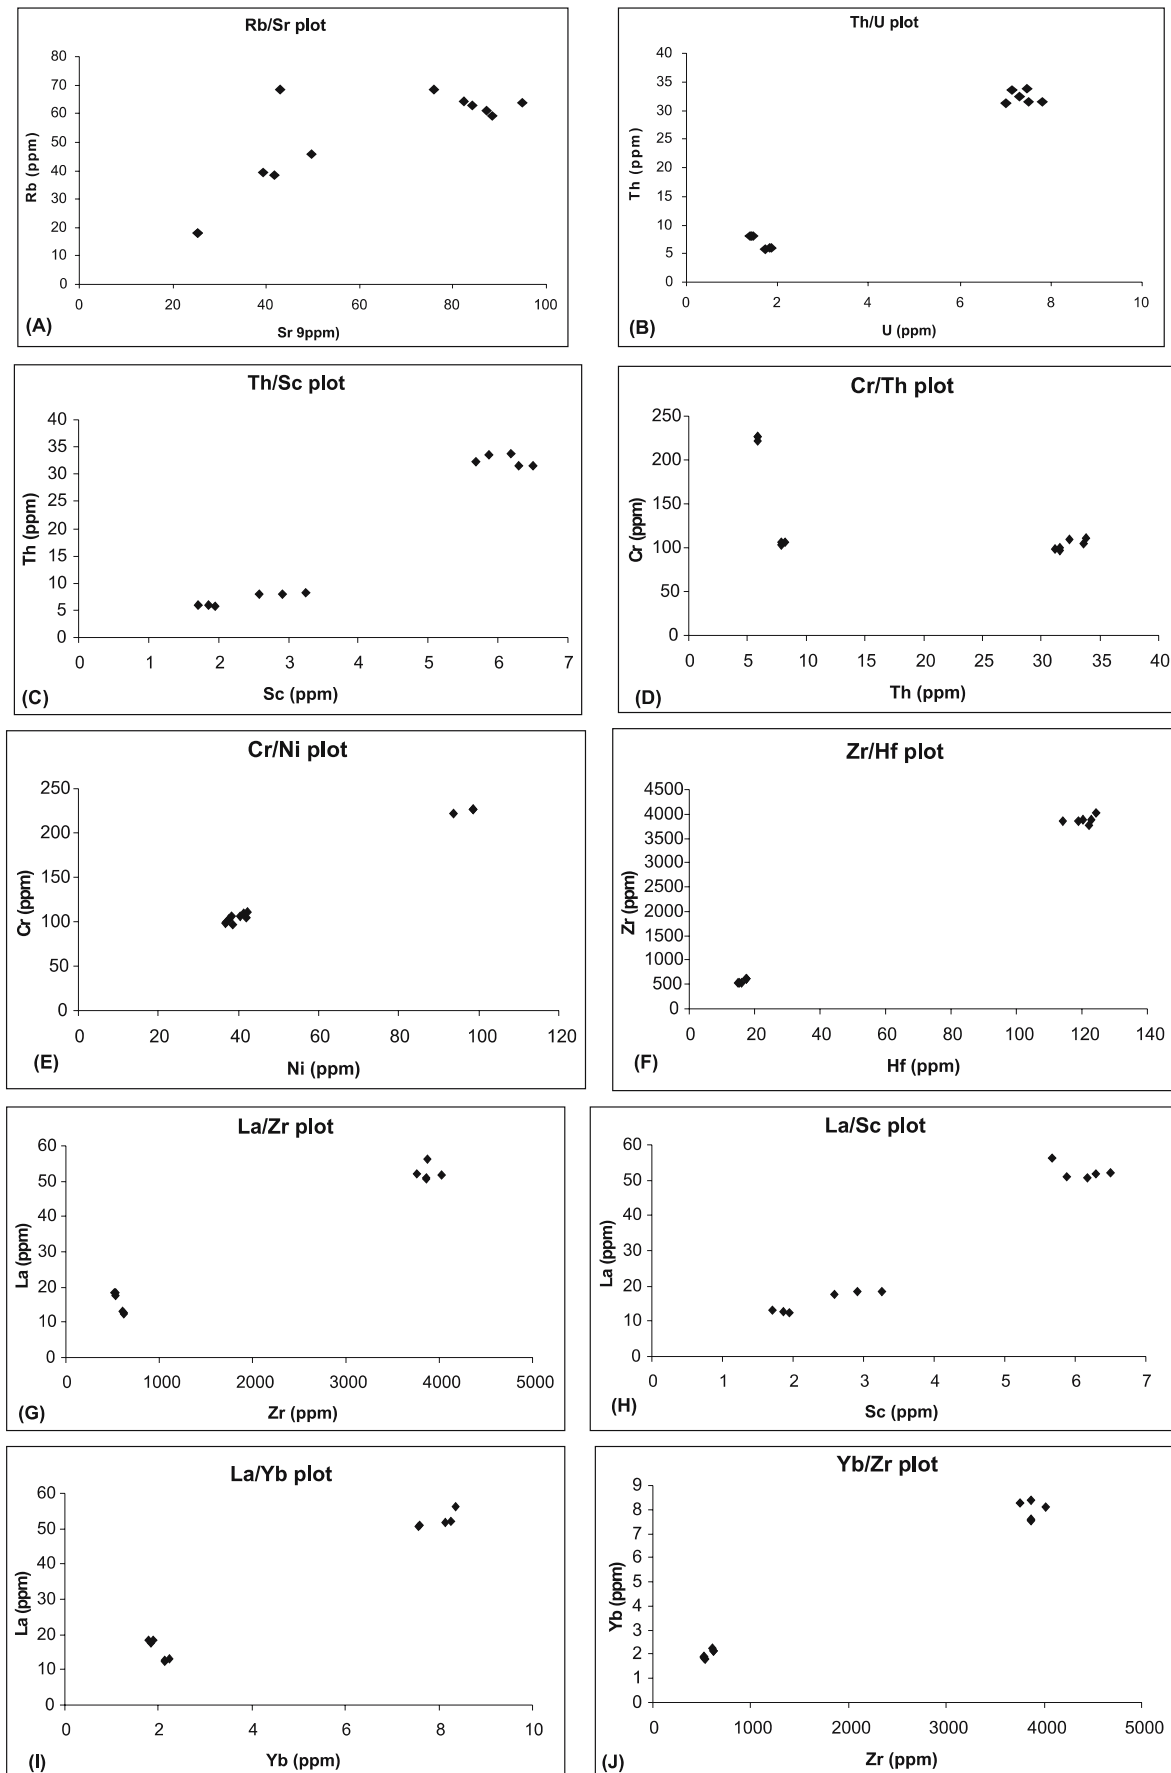 Rb/Sr plot
80
70
60
50
40
30
20
10
0
Rb (ppm)
0 20 40 60 80 100
Sr 9ppm)
(A)
Th/U plot
40
35
30
25
20
15
10
5
0
Th (ppm)
0 2 4 6 8 10
U (ppm)
(B)
Th/Sc plot
40
35
30
25
20
15
10
5
0
Th (ppm)
0 1 2 3 4 5 6 7
Sc (ppm)
(C)
Cr/Th plot
250
200
150
100
50
0
Cr (ppm)
0 5 10 15 20 25 30 35 40
Th (ppm)
(D)
Cr/Ni plot
250
200
150
100
50
0
Cr (ppm)
0 20 40 60 80 100 120
Ni (ppm)
(E)
Zr/Hf plot
4500
4000
3500
3000
2500
2000
1500
1000
500
0
Zr (ppm)
0 20 40 60 80 100 120 140
Hf (ppm)
(F)
La/Zr plot
60
50
40
30
20
10
0
La (ppm)
0 1000 2000 3000 4000 5000
Zr (ppm)
(G)
La/Sc plot
60
50
40
30
20
10
0
La (ppm)
0 1 2 3 4 5 6 7
Sc (ppm)
(H)
La/Yb plot
60
50
40
30
20
10
0
La (ppm)
0 2 4 6 8 10
Yb (ppm)
(I)
Yb/Zr plot
9
8
7
6
5
4
3
2
1
0
Yb (ppm)
0 1000 2000 3000 4000 5000
Zr (ppm)
(J)